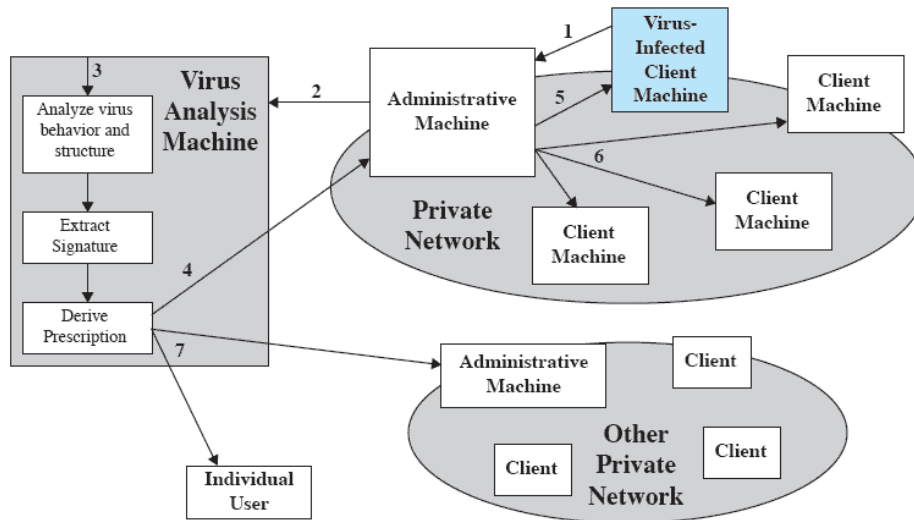 1
Virus-
Infected
Client
Machine
3
Virus
Analysis
Machine
Analyze virus
behavior and
structure
2
Administrative
Machine
5
Client
Machine
6
Extract
Signature
Private
Network
Client
Machine
Client
Machine
4
Derive
Prescription
7
Administrative
Machine
Client
Other
Private
Network
Client
Client
Individual
User